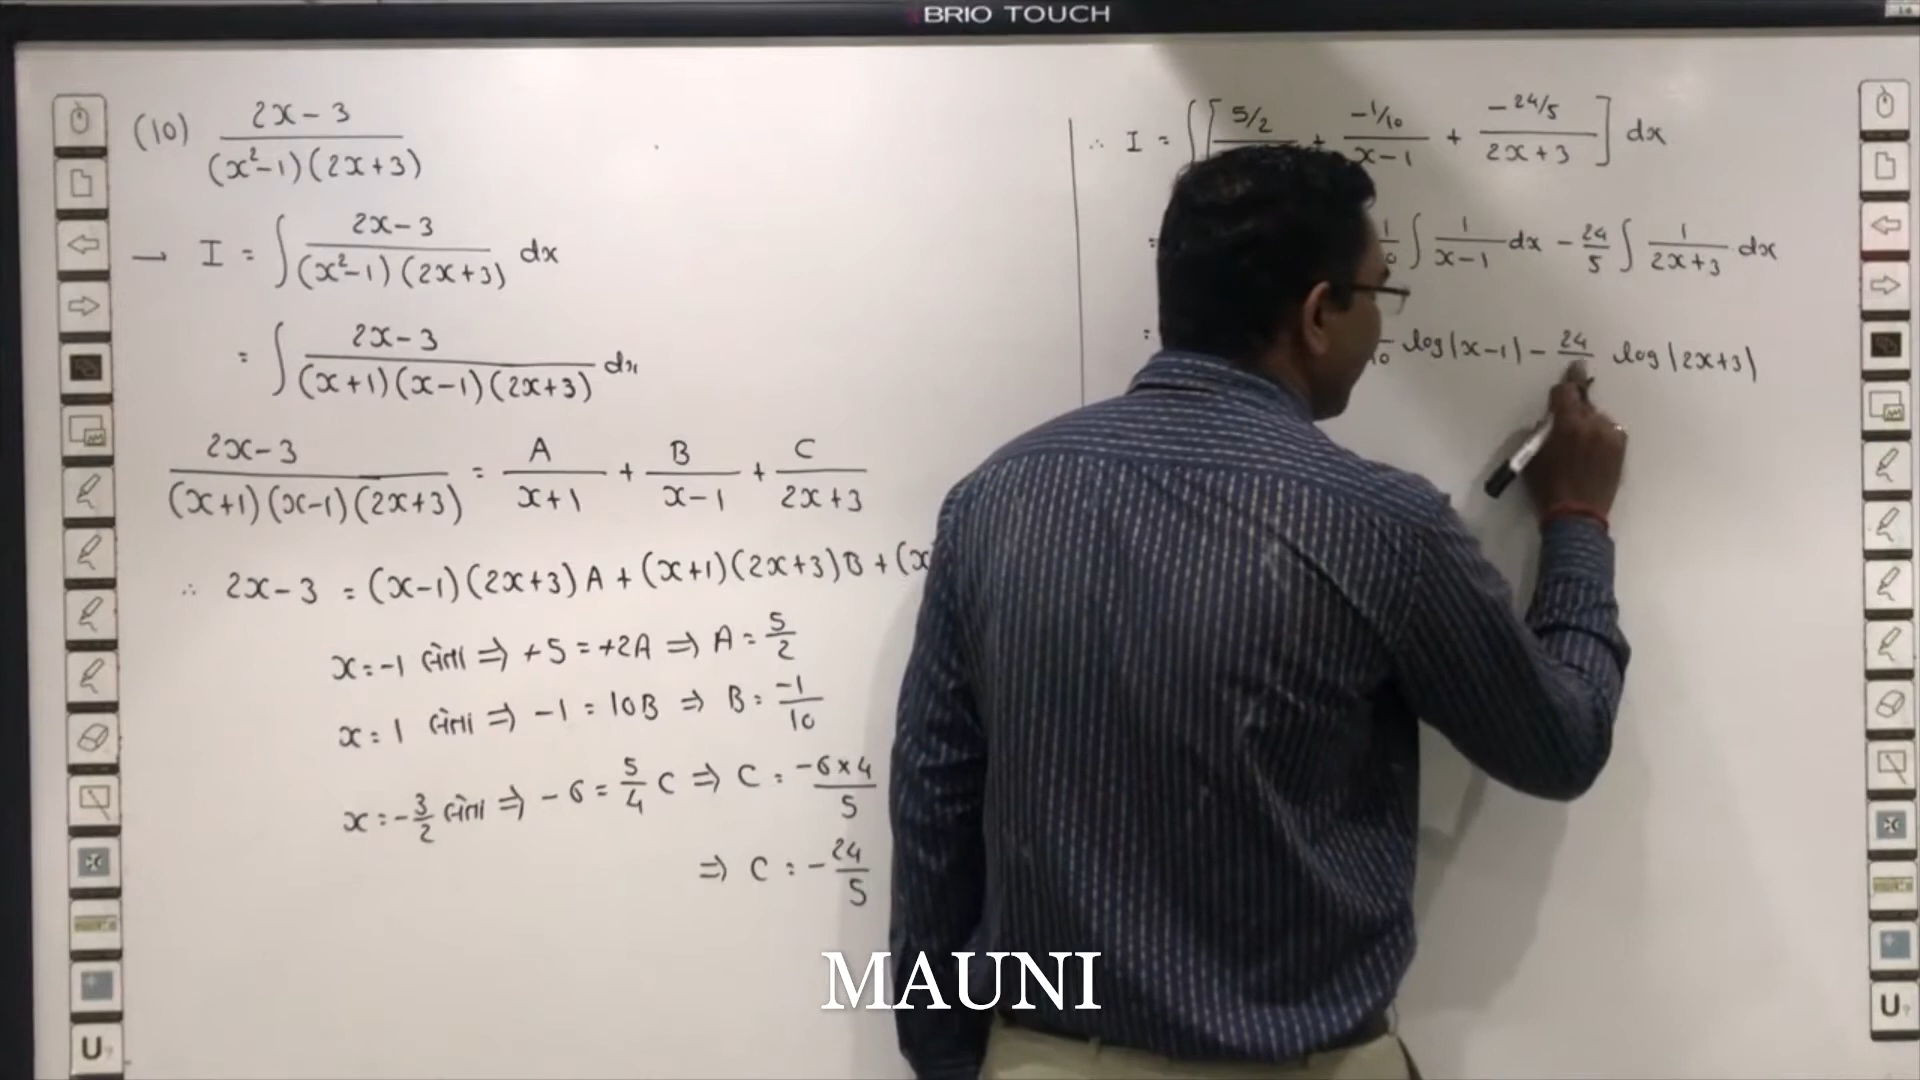 BRIO TOUCH
(10) 2x-3 / (x²-1)(2x+3)
→ I = ∫ 2x-3 / (x²-1)(2x+3) dx
= ∫ 2x-3 / (x+1)(x-1)(2x+3) dx
2x-3 / (x+1)(x-1)(2x+3) = A / x+1 + B / x-1 + C / 2x+3
∴ 2x-3 = (x-1)(2x+3)A + (x+1)(2x+3)B + (x
x = -1 લેતા ⇒ +5 = +2A ⇒ A = 5/2
x = 1 લેતા ⇒ -1 = 10B ⇒ B = -1/10
x = -3/2 લેતા ⇒ -6 = 5/4 C ⇒ C = -6×4 / 5
⇒ C = -24/5
∴ I = ∫ [ 5/2 + -1/10 / x-1 + -24/5 / 2x+3 ] dx
= ∫ 1 / x-1 dx - 24/5 ∫ 1 / 2x+3 dx
= log|x-1| - 24 log|2x+3|
MAUNI
U?
U?